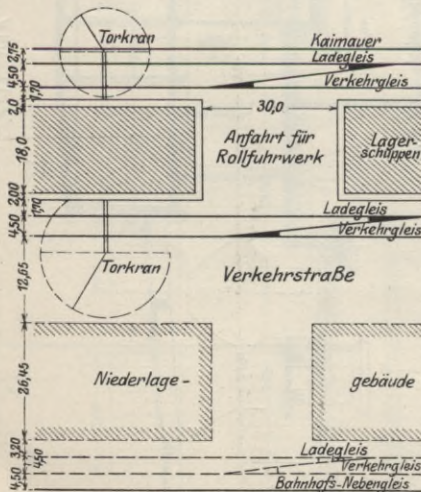 Torkran
Kaimauer
Ladegleis
Verkehrgleis
2,75
4,50
1,70
2,0
30,0
Anfahrt für
Rollfuhrwerk
Lager-
schuppen
18,0
2,00
1,70
Ladegleis
4,50
Verkehrgleis
Torkran
Verkehrstraße
12,65
Niederlage-
gebäude
26,45
3,20
Ladegleis
4,50
Verkehrgleis
4,50
Bahnhofs-Nebengleis